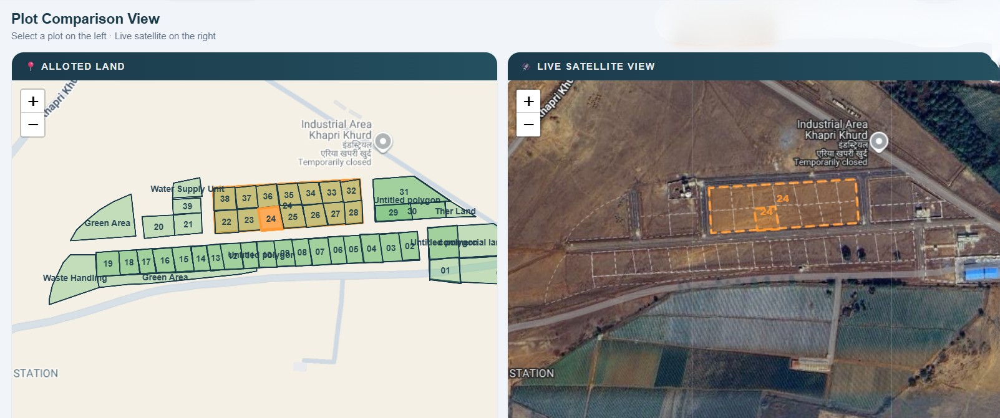 Plot Comparison View
Select a plot on the left · Live satellite on the right
📍 ALLOTED LAND
+
−
Khapri Khu
Industrial Area
Khapri Khurd
इंडस्ट्रियल
एरिया खपरी खुर्द
Temporarily closed
Water Supply Unit
39
20
21
Green Area
38
37
36
35
34
33
32
24
22
23
24
25
26
27
28
31
Untitled polygon
29
30
Ther Land
19
18
17
16
15
14
13
12
11
10
09
08
07
06
05
04
03
02
Untitled polygon
Untitled polygon
commercial lan
01
Waste Handling
Green Area
STATION
LIVE SATELLITE VIEW
+
−
hapri Khu
Industrial Area
Khapri Khurd
इंडस्ट्रियल
एरिया खपरी खुर्द
Temporarily closed
24
24
STATION